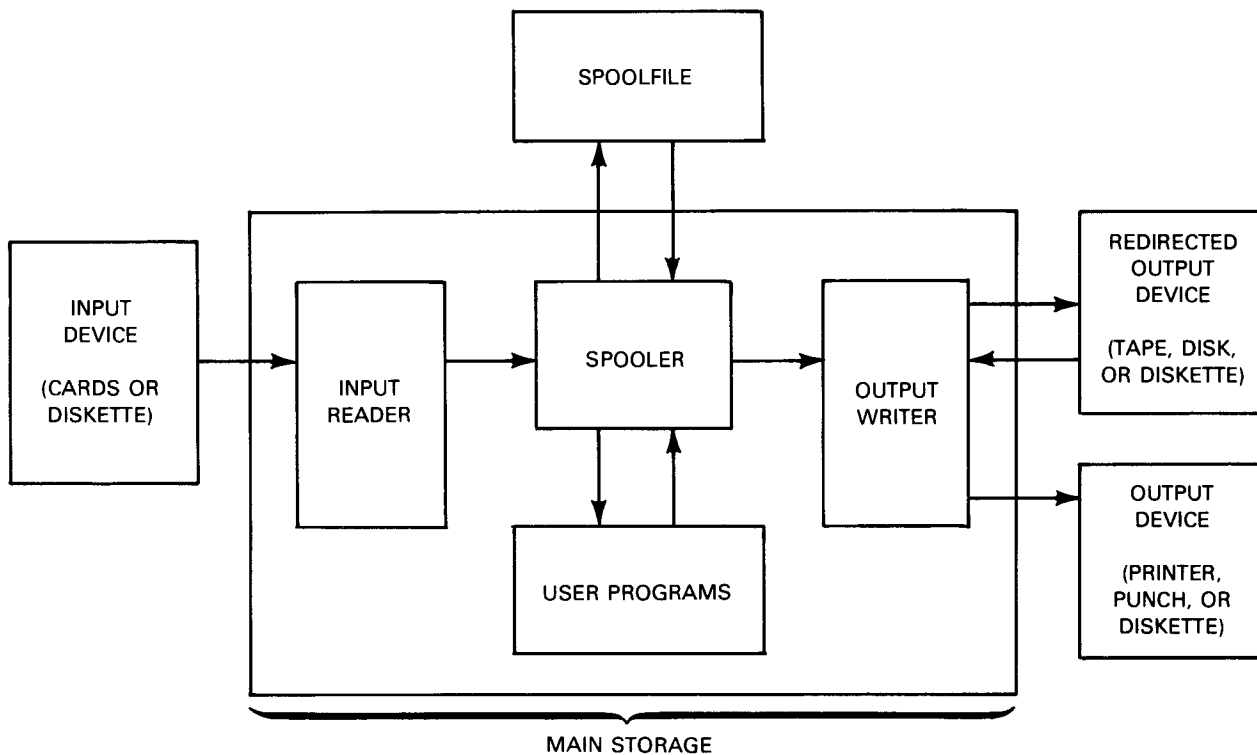 SPOOLFILE
INPUT
DEVICE
(CARDS OR
DISKETTE)
INPUT
READER
SPOOLER
USER PROGRAMS
OUTPUT
WRITER
REDIRECTED
OUTPUT
DEVICE
(TAPE, DISK,
OR DISKETTE)
OUTPUT
DEVICE
(PRINTER,
PUNCH, OR
DISKETTE)
MAIN STORAGE